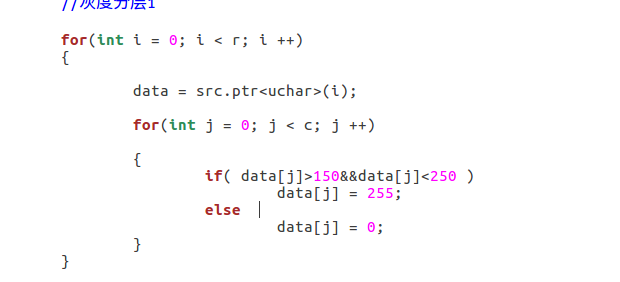 //灰度分层1
for(int i = 0; i < r; i ++)
{
data = src.ptr<uchar>(i);
for(int j = 0; j < c; j ++)
{
if( data[j]>150&&data[j]<250 )
data[j] = 255;
else
data[j] = 0;
}
}